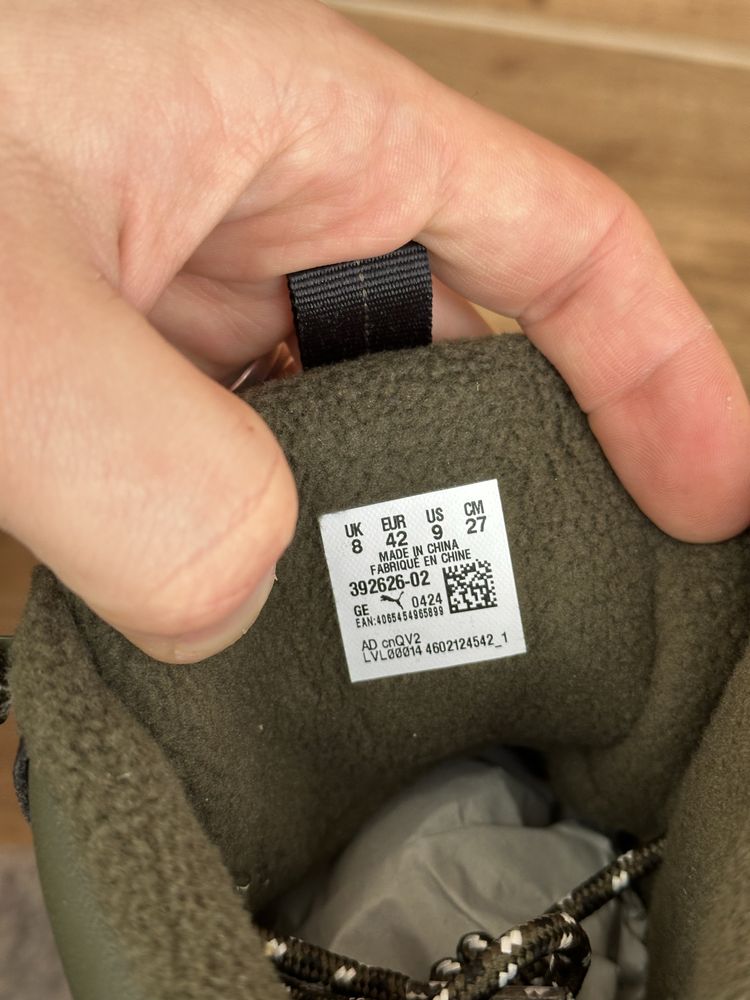 UK EUR US CM
8 42 9 27
MADE IN CHINA
FABRIQUÉ EN CHINE
392626-02
GE 0424
EAN:4065454965899
AD cnQV2
LVL00014 4602124542_1